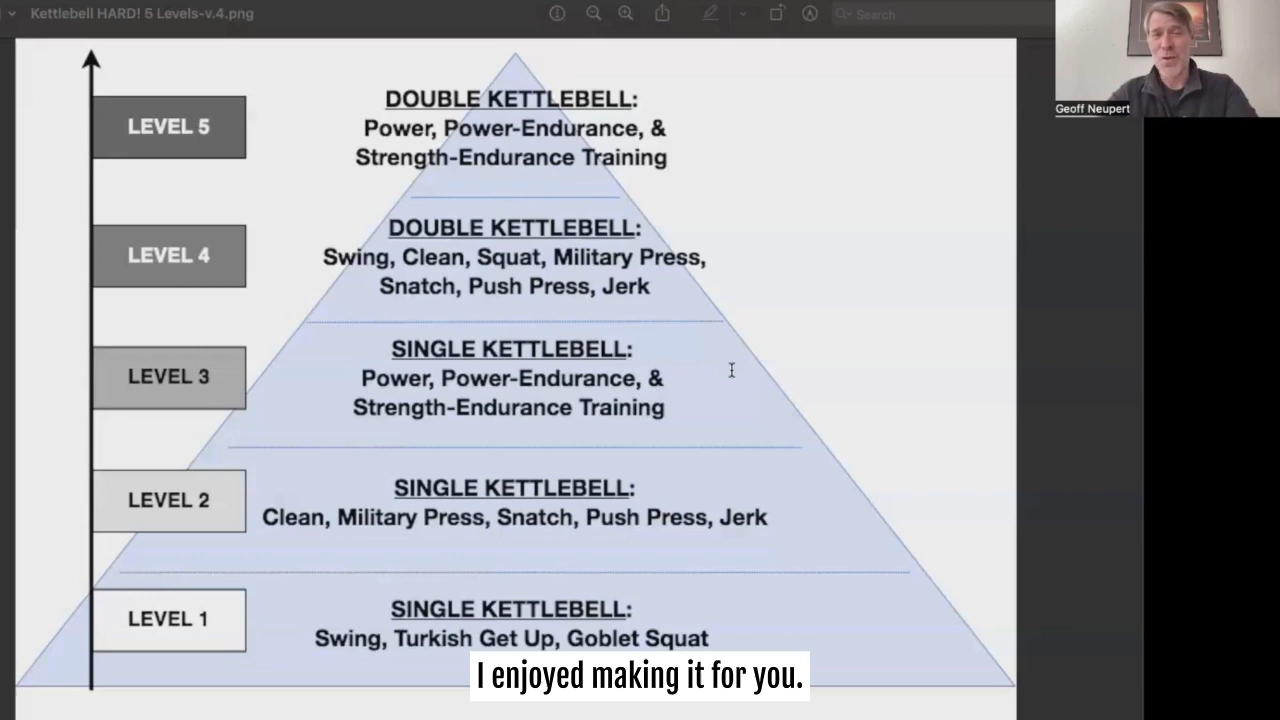 Kettlebell HARD! 5 Levels-v.4.png
Search
Geoff Neupert
LEVEL 5
DOUBLE KETTLEBELL:
Power, Power-Endurance, &
Strength-Endurance Training
LEVEL 4
DOUBLE KETTLEBELL:
Swing, Clean, Squat, Military Press,
Snatch, Push Press, Jerk
LEVEL 3
SINGLE KETTLEBELL:
Power, Power-Endurance, &
Strength-Endurance Training
LEVEL 2
SINGLE KETTLEBELL:
Clean, Military Press, Snatch, Push Press, Jerk
LEVEL 1
SINGLE KETTLEBELL:
Swing, Turkish Get Up, Goblet Squat
I enjoyed making it for you.